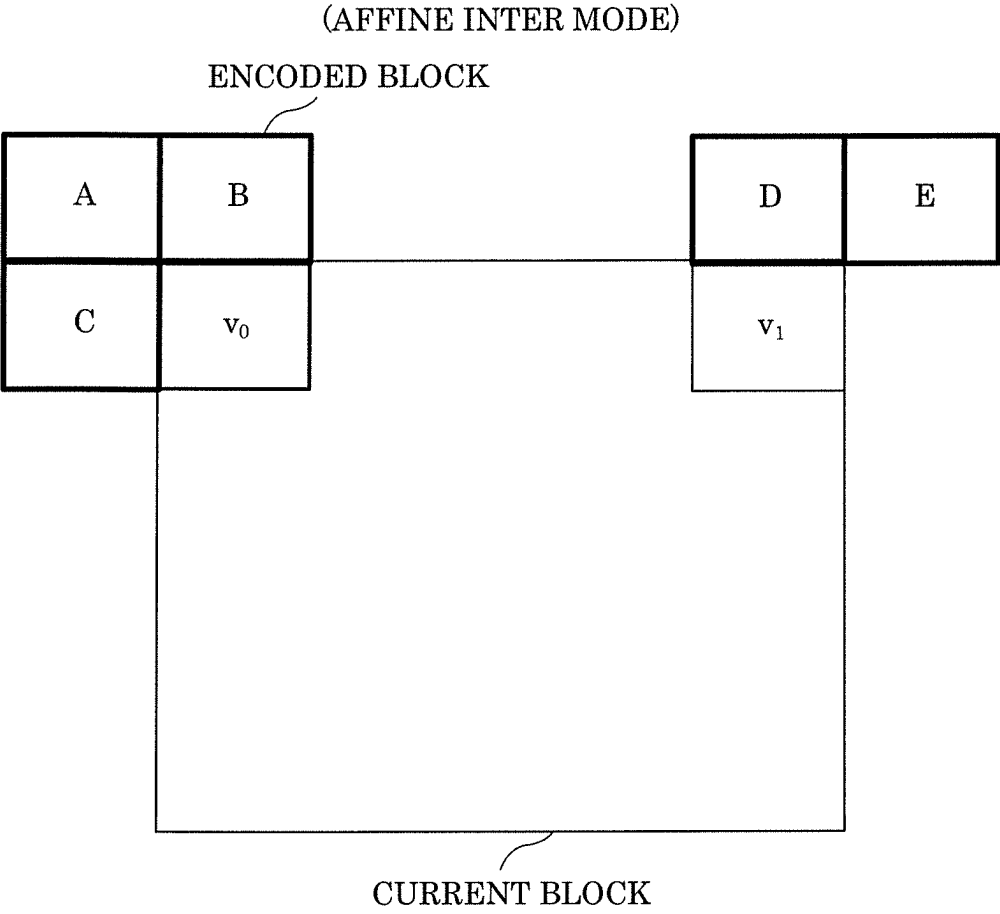 (AFFINE INTER MODE)
ENCODED BLOCK
A B D E
C v₀ v₁
CURRENT BLOCK